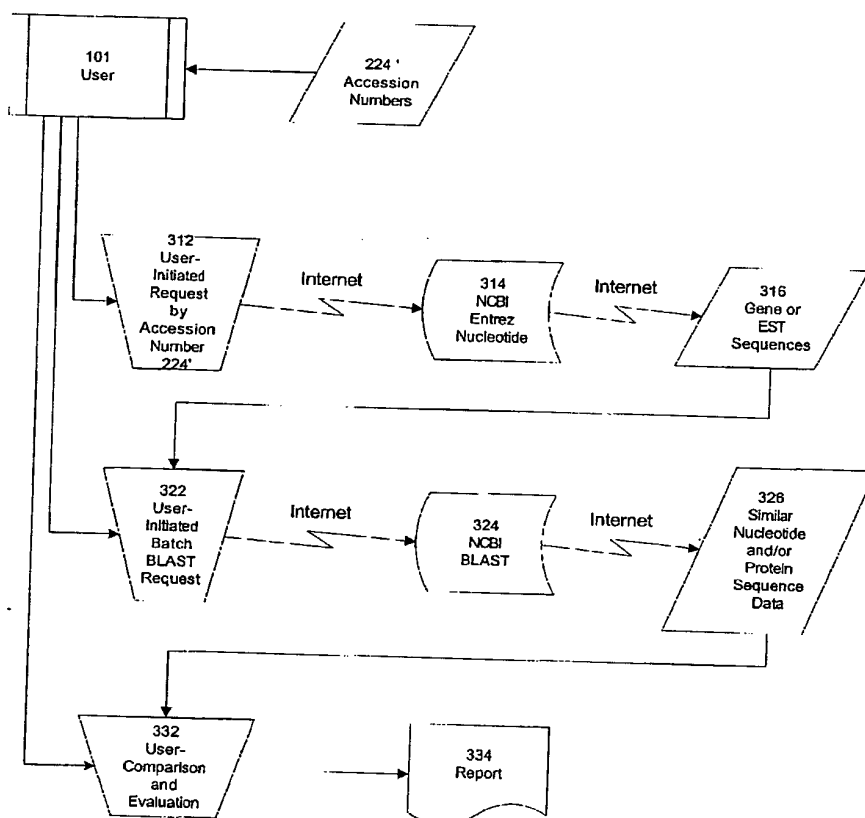 101
User
224 '
Accession
Numbers
312
User-
Initiated
Request
by
Accession
Number
224'
Internet
314
NCBI
Entrez
Nucleotide
Internet
316
Gene or
EST
Sequences
322
User-
Initiated
Batch
BLAST
Request
Internet
324
NCBI
BLAST
Internet
326
Similar
Nucleotide
and/or
Protein
Sequence
Data
332
User-
Comparison
and
Evaluation
334
Report